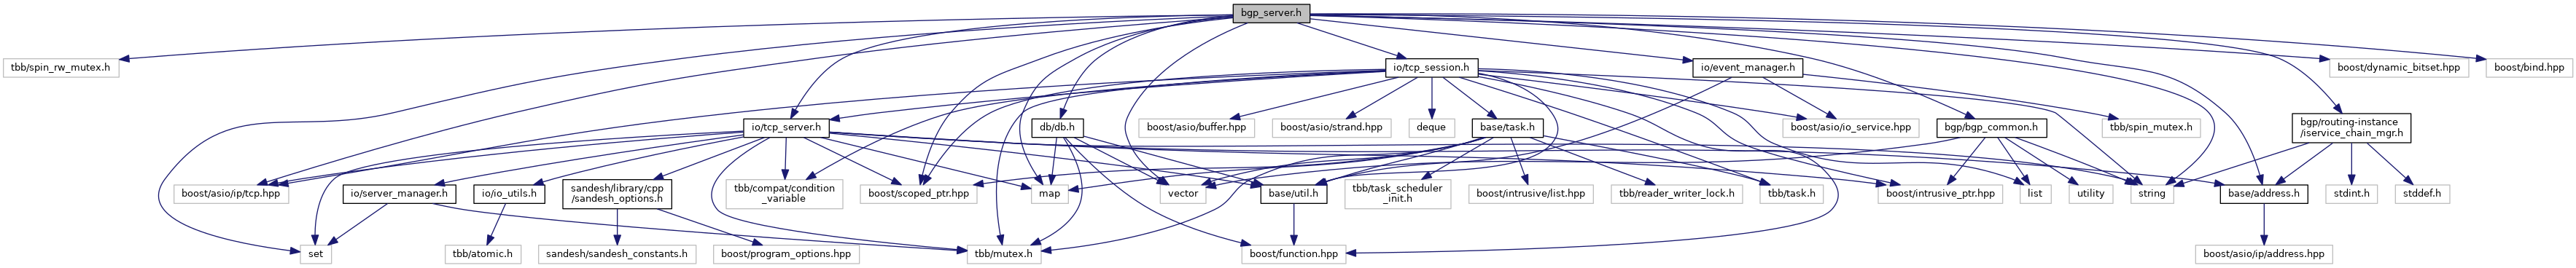 bgp_server.h
tbb/spin_rw_mutex.h
io/tcp_session.h
io/event_manager.h
boost/dynamic_bitset.hpp
boost/bind.hpp
io/tcp_server.h
db/db.h
boost/asio/buffer.hpp
boost/asio/strand.hpp
deque
base/task.h
boost/asio/io_service.hpp
bgp/bgp_common.h
tbb/spin_mutex.h
bgp/routing-instance
/iservice_chain_mgr.h
boost/asio/ip/tcp.hpp
io/server_manager.h
io/io_utils.h
sandesh/library/cpp
/sandesh_options.h
tbb/compat/condition
_variable
boost/scoped_ptr.hpp
map
vector
base/util.h
tbb/task_scheduler
_init.h
boost/intrusive/list.hpp
tbb/reader_writer_lock.h
tbb/task.h
boost/intrusive_ptr.hpp
list
utility
string
base/address.h
stdint.h
stddef.h
set
tbb/atomic.h
sandesh/sandesh_constants.h
boost/program_options.hpp
tbb/mutex.h
boost/function.hpp
boost/asio/ip/address.hpp